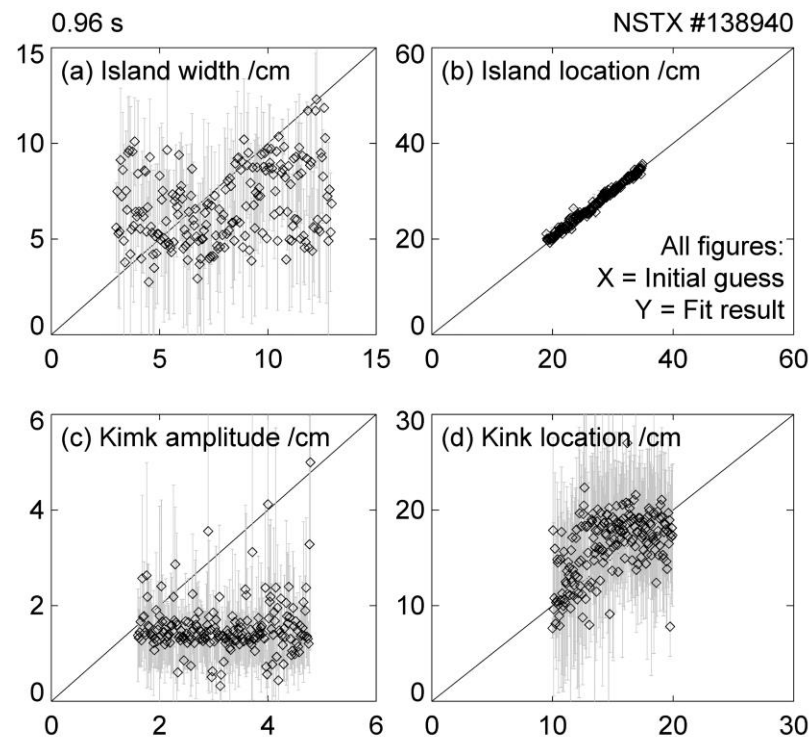 0.96 s NSTX #138940
(a) Island width /cm
15
10
5
0
0 5 10 15
(b) Island location /cm
60
40
20
0
0 20 40 60
All figures:
X = Initial guess
Y = Fit result
(c) Kimk amplitude /cm
6
4
2
0
0 2 4 6
(d) Kink location /cm
30
20
10
0
0 10 20 30